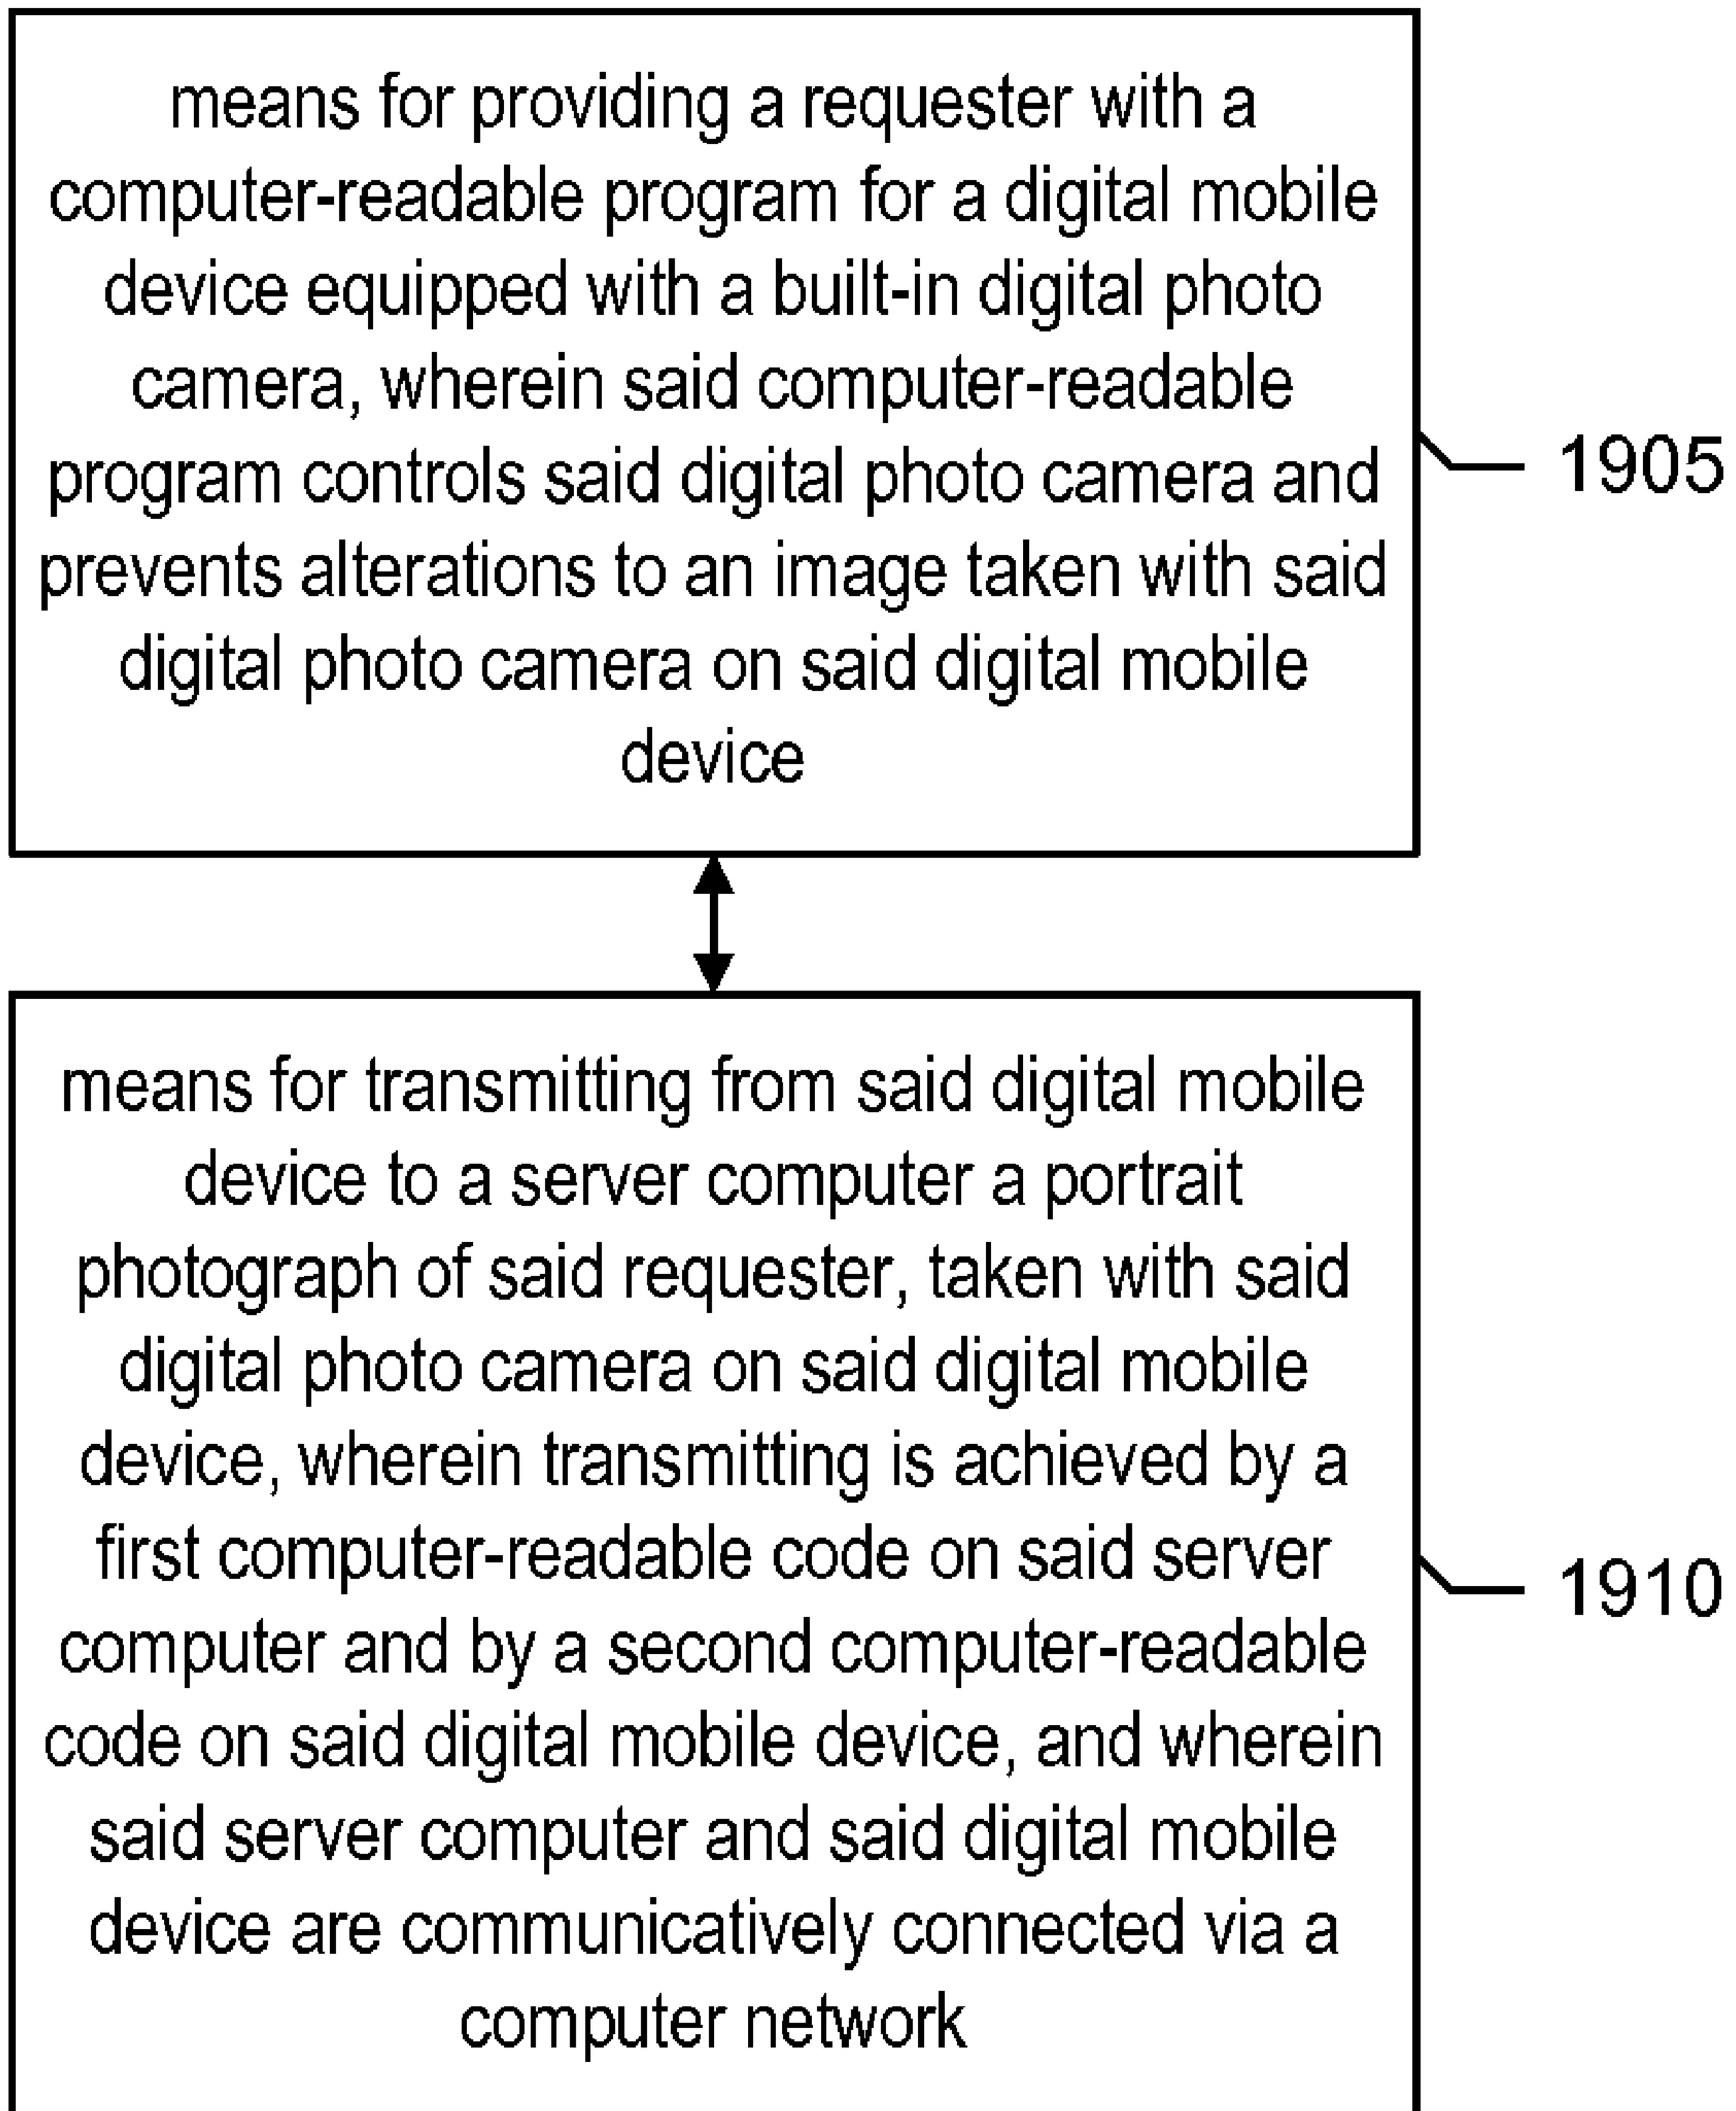 means for providing a requester with a
computer-readable program for a digital mobile
device equipped with a built-in digital photo
camera, wherein said computer-readable
program controls said digital photo camera and
prevents alterations to an image taken with said
digital photo camera on said digital mobile
device
1905
means for transmitting from said digital mobile
device to a server computer a portrait
photograph of said requester, taken with said
digital photo camera on said digital mobile
device, wherein transmitting is achieved by a
first computer-readable code on said server
computer and by a second computer-readable
code on said digital mobile device, and wherein
said server computer and said digital mobile
device are communicatively connected via a
computer network
1910